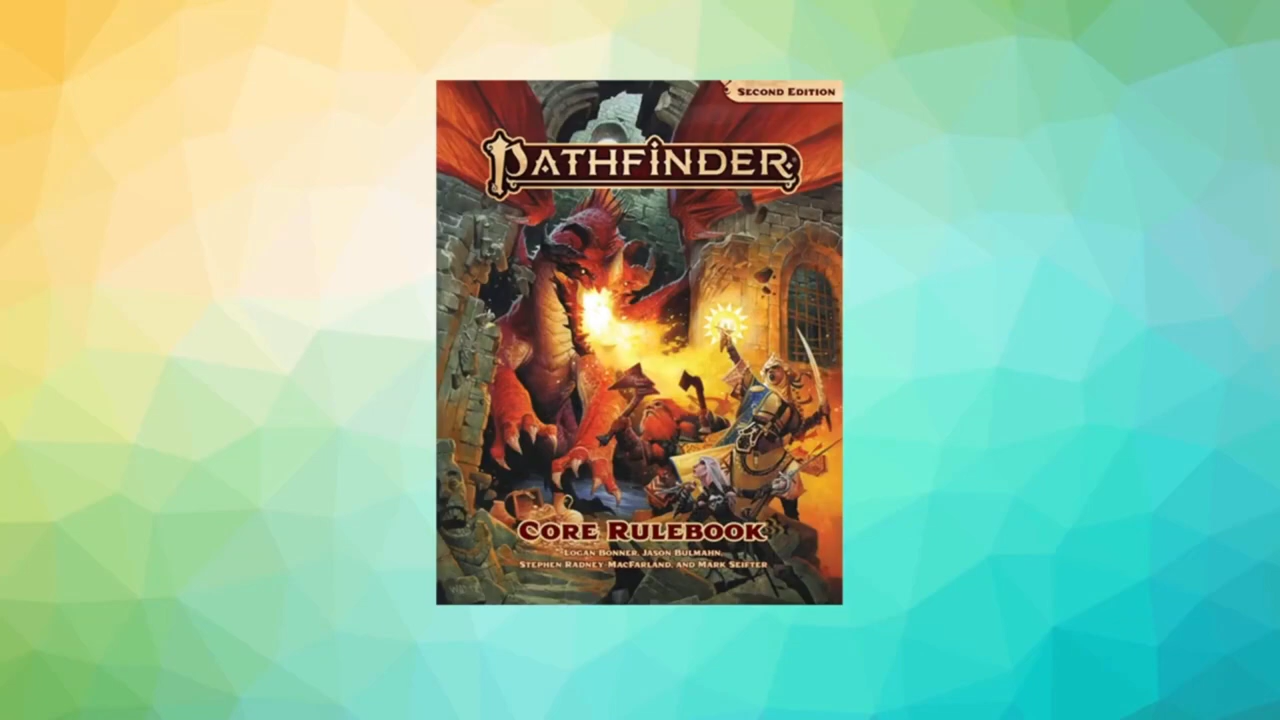 Second Edition
Pathfinder®
Core Rulebook
Logan Bonner, Jason Bulmahn,
Stephen Radney-MacFarland, and Mark Seifter